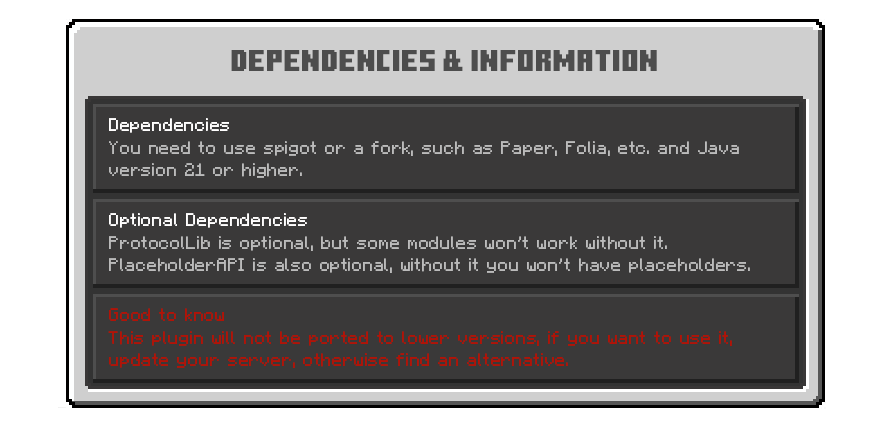 DEPENDENCIES & INFORMATION
Dependencies
You need to use spigot or a fork, such as Paper, Folia, etc. and Java
version 21 or higher.
Optional Dependencies
ProtocolLib is optional, but some modules won't work without it.
PlaceholderAPI is also optional, without it you won't have placeholders.
Good to know
This plugin will not be ported to lower versions, if you want to use it,
update your server, otherwise find an alternative.